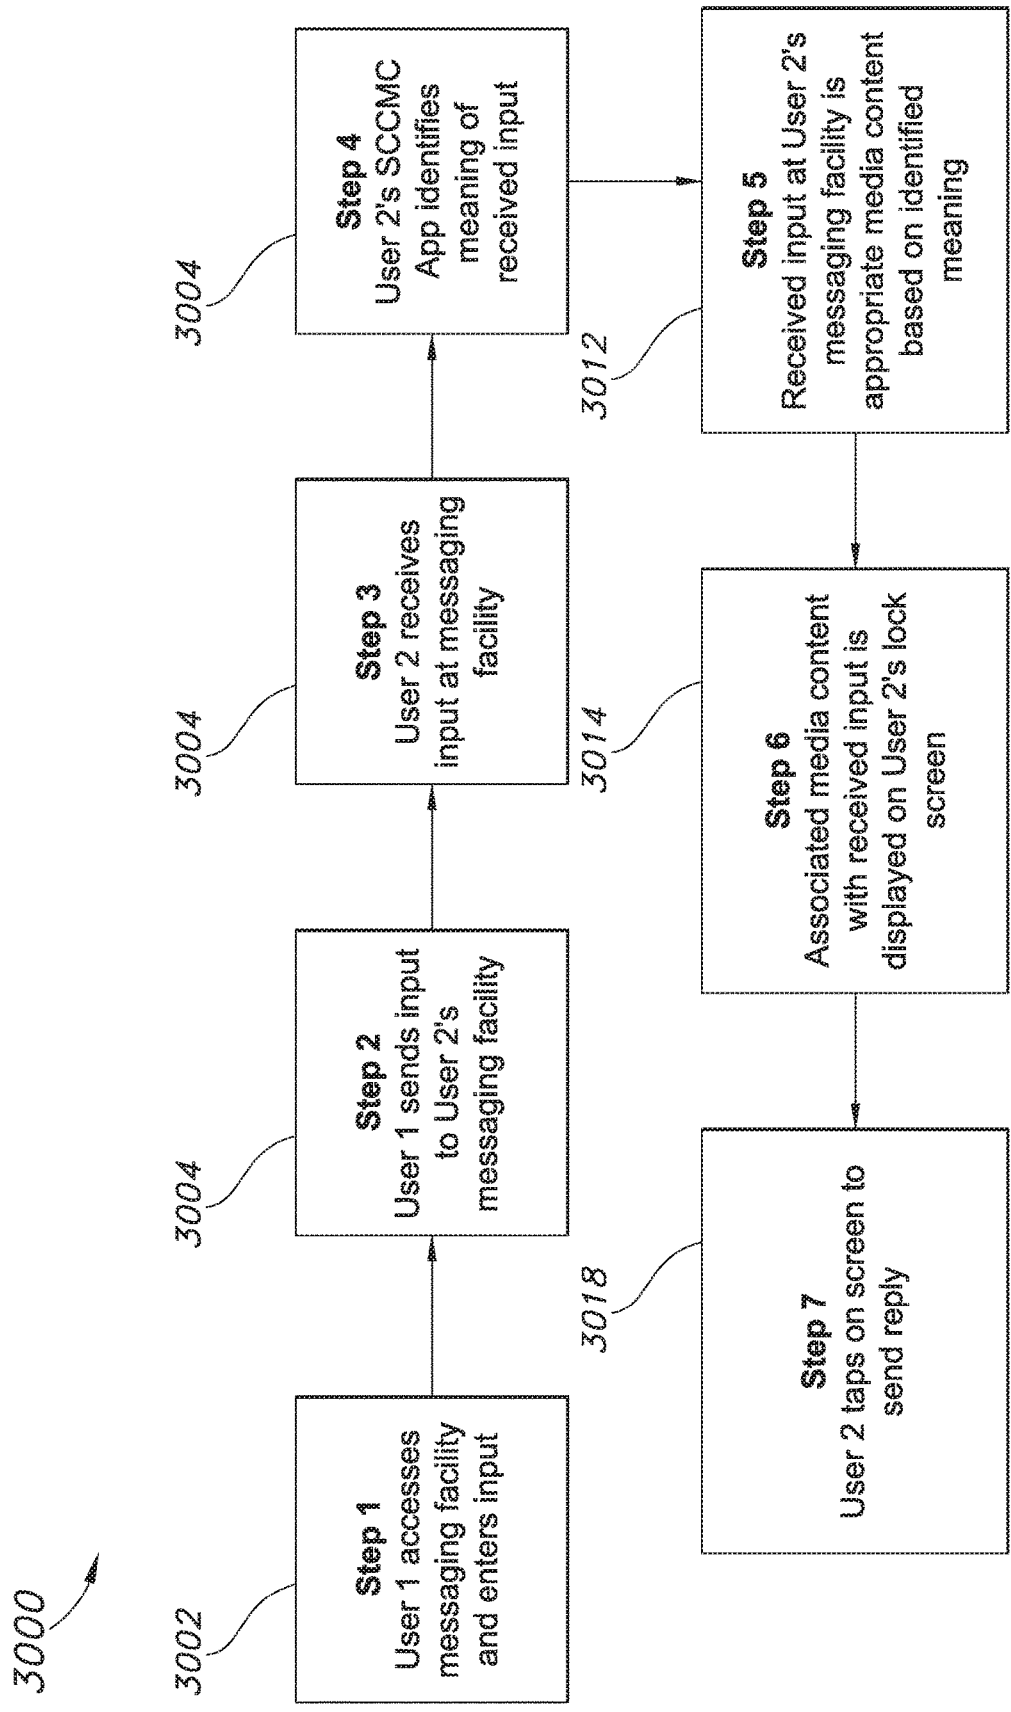 3000
3002
Step 1
User 1 accesses
messaging facility
and enters input
3004
Step 2
User 1 sends input
to User 2's
messaging facility
3004
Step 3
User 2 receives
input at messaging
facility
3004
Step 4
User 2's SCCMC
App identifies
meaning of
received input
3012
Step 5
Received input at User 2's
messaging facility is
appropriate media content
based on identified
meaning
3014
Step 6
Associated media content
with received input is
displayed on User 2's lock
screen
3018
Step 7
User 2 taps on screen to
send reply